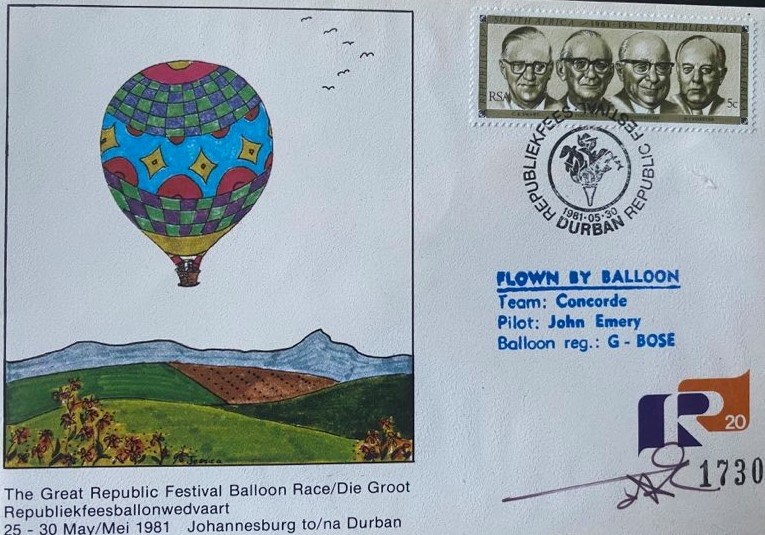 SOUTH AFRICA · 1961-1981 · REPUBLIEK VAN
RSA
5c
REPUBLIEKFEES
REPUBLIC FESTIVAL
1981-05-30
DURBAN
FLOWN BY BALLOON
Team: Concorde
Pilot: John Emery
Balloon reg.: G - BOSE
R 20
1730
The Great Republic Festival Balloon Race/Die Groot
Republiekfeesballonwedvaart
25 - 30 May/Mei 1981 Johannesburg to/na Durban